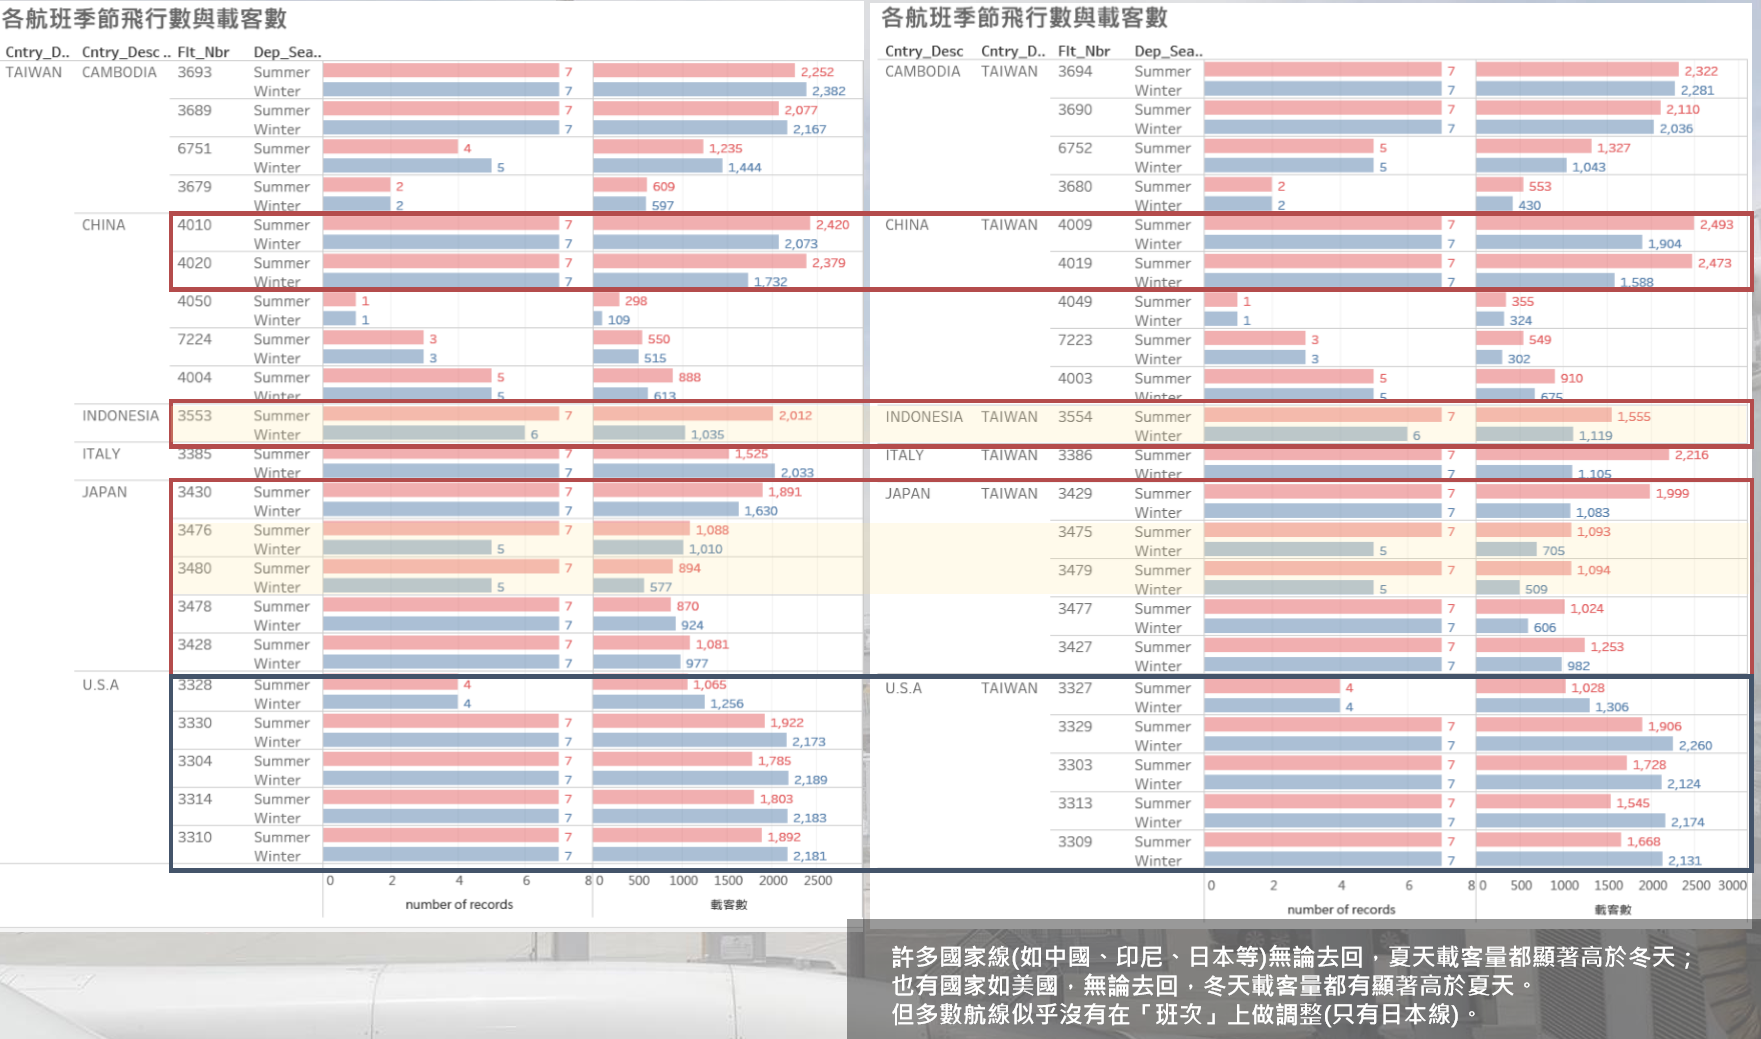 各航班季節飛行數與載客數
Cntry_D.. Cntry_Desc .. Flt_Nbr Dep_Sea..
TAIWAN CAMBODIA 3693 Summer 7 2,252
Winter 7 2,382
3689 Summer 7 2,077
Winter 7 2,167
6751 Summer 4 1,235
Winter 5 1,444
3679 Summer 2 609
Winter 2 597
CHINA 4010 Summer 7 2,420
Winter 7 2,073
4020 Summer 7 2,379
Winter 7 1,732
4050 Summer 1 298
Winter 1 109
7224 Summer 3 550
Winter 3 515
4004 Summer 5 888
Winter 5 613
INDONESIA 3553 Summer 7 2,012
Winter 6 1,035
ITALY 3385 Summer 7 1,525
Winter 7 2,033
JAPAN 3430 Summer 7 1,891
Winter 7 1,630
3476 Summer 7 1,088
Winter 5 1,010
3480 Summer 7 894
Winter 5 577
3478 Summer 7 870
Winter 7 924
3428 Summer 7 1,081
Winter 7 977
U.S.A 3328 Summer 4 1,065
Winter 4 1,256
3330 Summer 7 1,922
Winter 7 2,173
3304 Summer 7 1,785
Winter 7 2,189
3314 Summer 7 1,803
Winter 7 2,183
3310 Summer 7 1,892
Winter 7 2,181
0 2 4 6 8 0 500 1000 1500 2000 2500
number of records 載客數
各航班季節飛行數與載客數
Cntry_Desc Cntry_D.. Flt_Nbr Dep_Sea..
CAMBODIA TAIWAN 3694 Summer 7 2,322
Winter 7 2,281
3690 Summer 7 2,110
Winter 7 2,036
6752 Summer 5 1,327
Winter 5 1,043
3680 Summer 2 553
Winter 2 430
CHINA TAIWAN 4009 Summer 7 2,493
Winter 7 1,904
4019 Summer 7 2,473
Winter 7 1,588
4049 Summer 1 355
Winter 1 324
7223 Summer 3 549
Winter 3 302
4003 Summer 5 910
Winter 5 675
INDONESIA TAIWAN 3554 Summer 7 1,555
Winter 6 1,119
ITALY TAIWAN 3386 Summer 7 2,216
Winter 7 1,105
JAPAN TAIWAN 3429 Summer 7 1,999
Winter 7 1,083
3475 Summer 7 1,093
Winter 5 705
3479 Summer 7 1,094
Winter 5 509
3477 Summer 7 1,024
Winter 7 606
3427 Summer 7 1,253
Winter 7 982
U.S.A TAIWAN 3327 Summer 4 1,028
Winter 4 1,306
3329 Summer 7 1,906
Winter 7 2,260
3303 Summer 7 1,728
Winter 7 2,124
3313 Summer 7 1,545
Winter 7 2,174
3309 Summer 7 1,668
Winter 7 2,131
0 2 4 6 8 0 500 1000 1500 2000 2500 3000
number of records 載客數
許多國家線(如中國、印尼、日本等)無論去回，夏天載客量都顯著高於冬天；
也有國家如美國，無論去回，冬天載客量都有顯著高於夏天。
但多數航線似乎沒有在「班次」上做調整(只有日本線)。